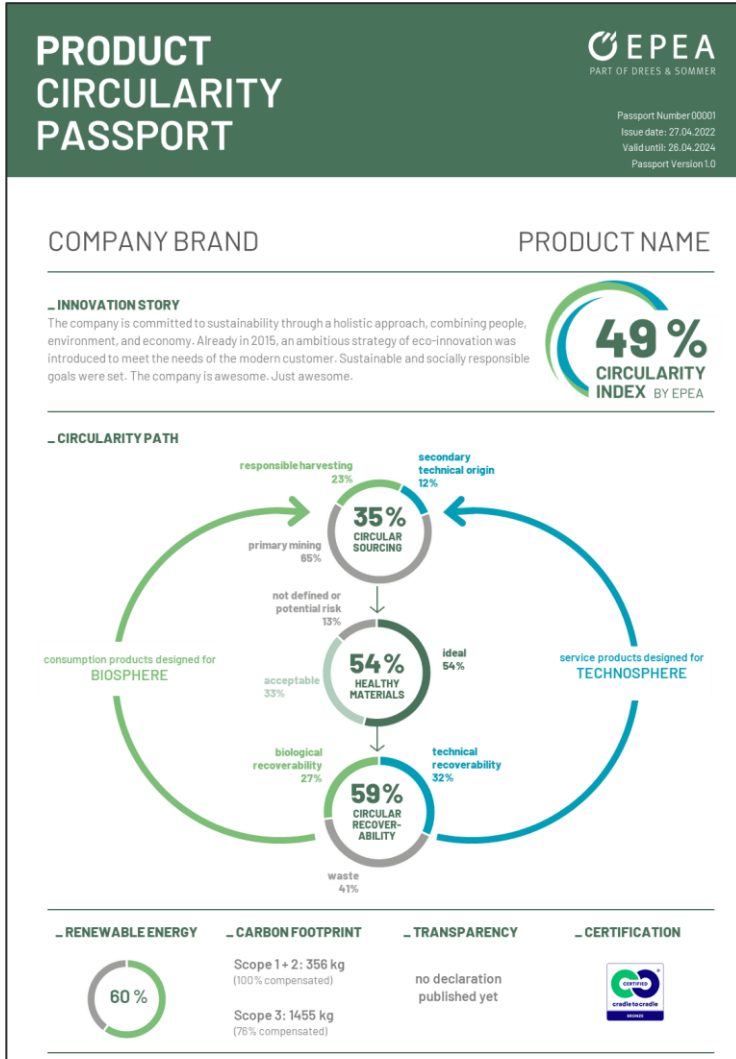 PRODUCT
CIRCULARITY
PASSPORT
EPEA
PART OF DREES & SOMMER
Passport Number 00001
Issue date: 27.04.2022
Valid until: 26.04.2024
Passport Version 1.0
COMPANY BRAND
PRODUCT NAME
_ INNOVATION STORY
The company is committed to sustainability through a holistic approach, combining people,
environment, and economy. Already in 2015, an ambitious strategy of eco-innovation was
introduced to meet the needs of the modern customer. Sustainable and socially responsible
goals were set. The company is awesome. Just awesome.
49 %
CIRCULARITY
INDEX BY EPEA
_ CIRCULARITY PATH
responsible harvesting
23%
secondary
technical origin
12%
35 %
CIRCULAR
SOURCING
primary mining
65%
not defined or
potential risk
13%
54 %
HEALTHY
MATERIALS
ideal
54%
acceptable
33%
consumption products designed for
BIOSPHERE
service products designed for
TECHNOSPHERE
biological
recoverability
27%
technical
recoverability
32%
59 %
CIRCULAR
RECOVER-
ABILITY
waste
41%
_ RENEWABLE ENERGY
60 %
_ CARBON FOOTPRINT
Scope 1 + 2: 356 kg
(100% compensated)
Scope 3: 1455 kg
(76% compensated)
_ TRANSPARENCY
no declaration
published yet
_ CERTIFICATION
CERTIFIED
cradletocradle
BRONZE